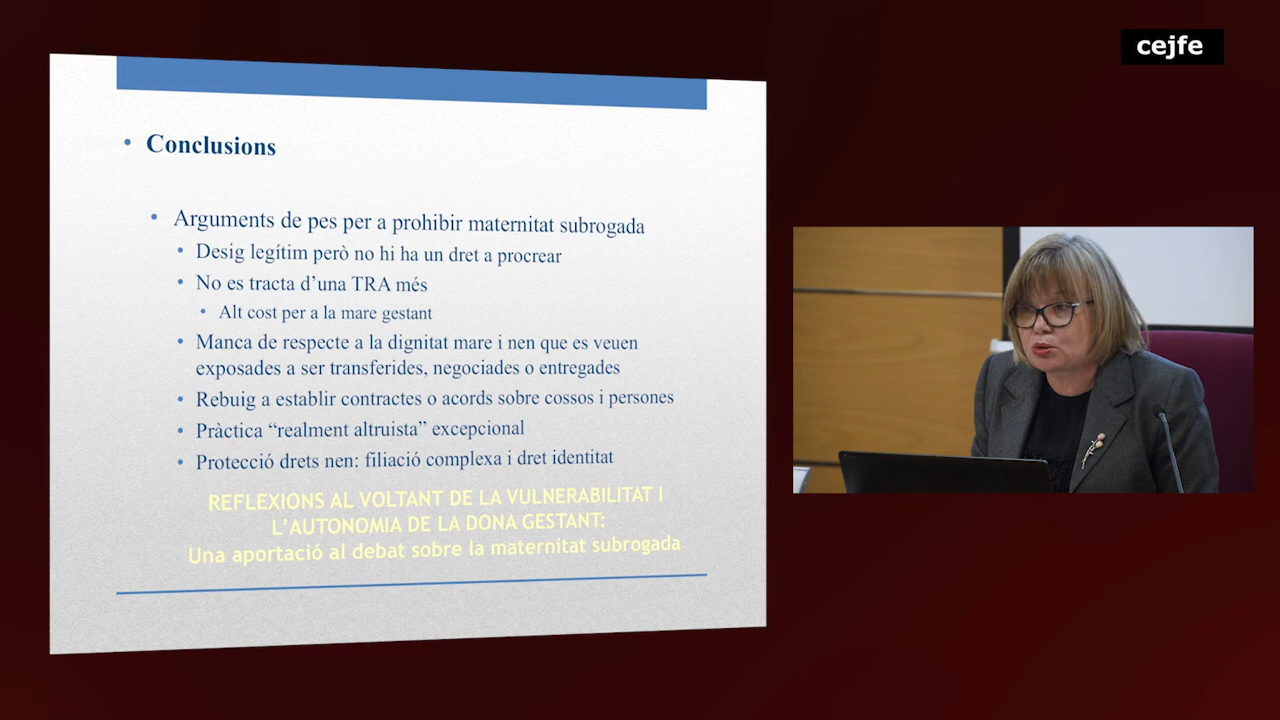 cejfe
Conclusions
Arguments de pes per a prohibir maternitat subrogada
Desig legítim però no hi ha un dret a procrear
No es tracta d'una TRA més
Alt cost per a la mare gestant
Manca de respecte a la dignitat mare i nen que es veuen
exposades a ser transferides, negociades o entregades
Rebuig a establir contractes o acords sobre cossos i persones
Pràctica “realment altruista” excepcional
Protecció drets nen: filiació complexa i dret identitat
REFLEXIONS AL VOLTANT DE LA VULNERABILITAT I
L'AUTONOMIA DE LA DONA GESTANT:
Una aportació al debat sobre la maternitat subrogada